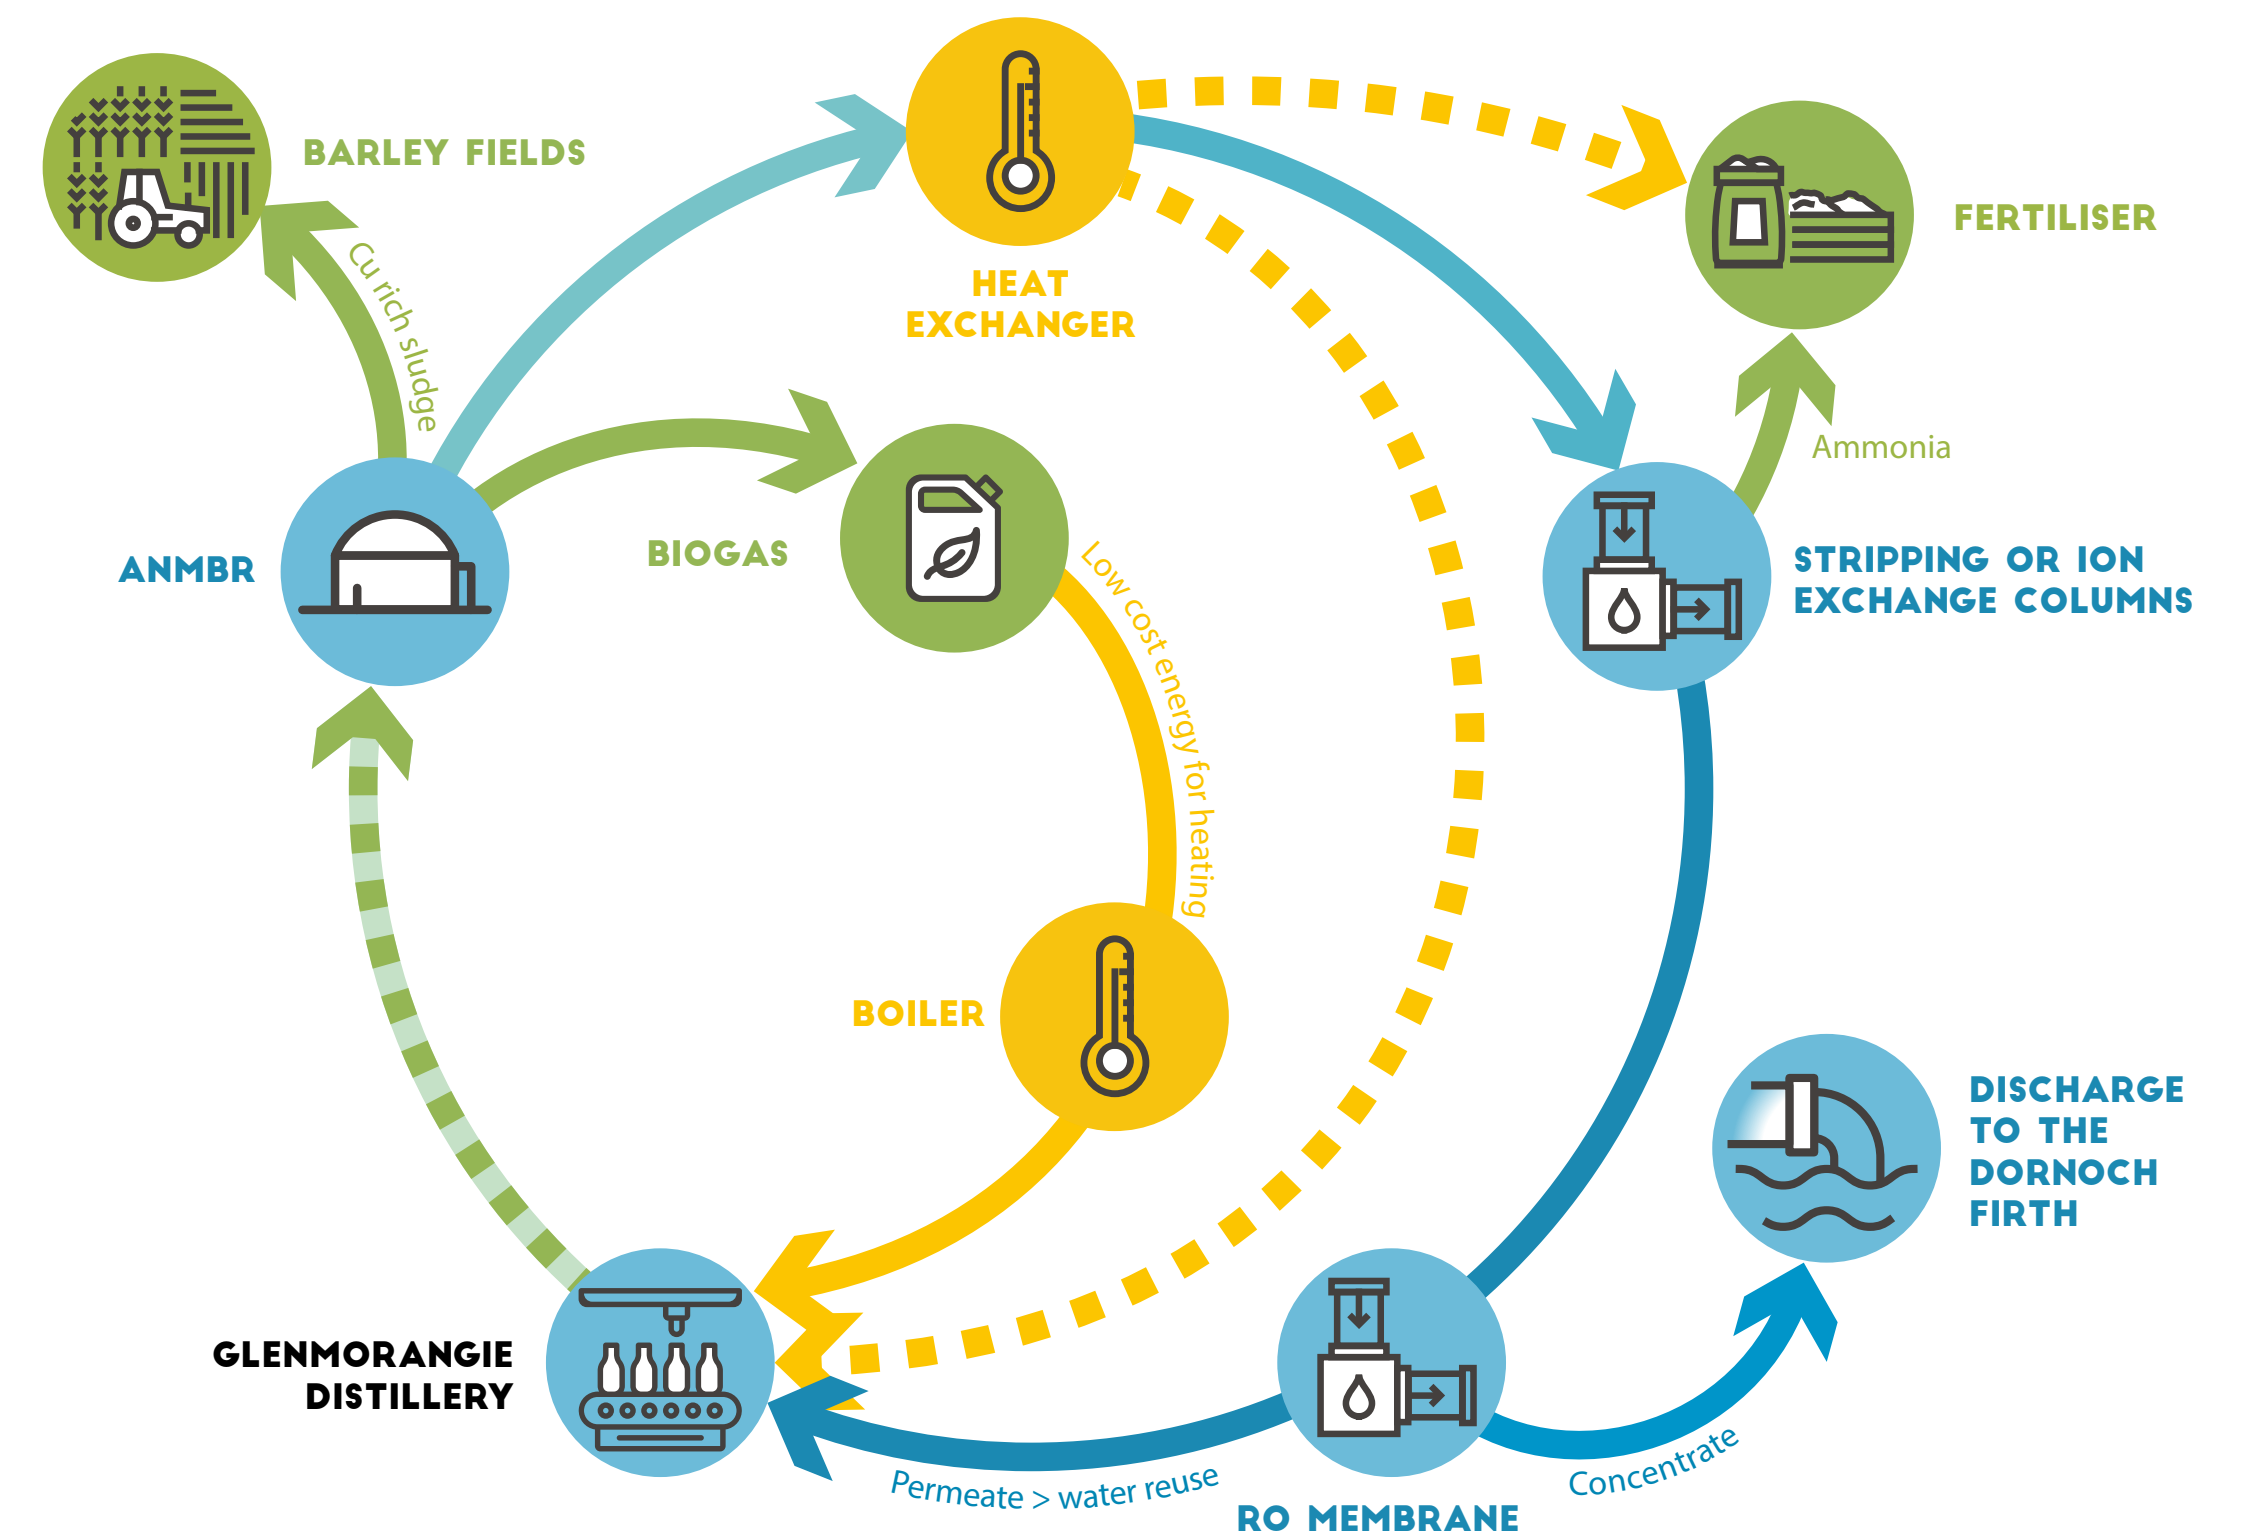 BARLEY FIELDS
HEAT
EXCHANGER
FERTILISER
Cu rich sludge
Ammonia
ANMBR
BIOGAS
Low cost energy for heating
STRIPPING OR ION
EXCHANGE COLUMNS
BOILER
DISCHARGE
TO THE
DORNOCH
FIRTH
GLENMORANGIE
DISTILLERY
Permeate > water reuse
Concentrate
RO MEMBRANE